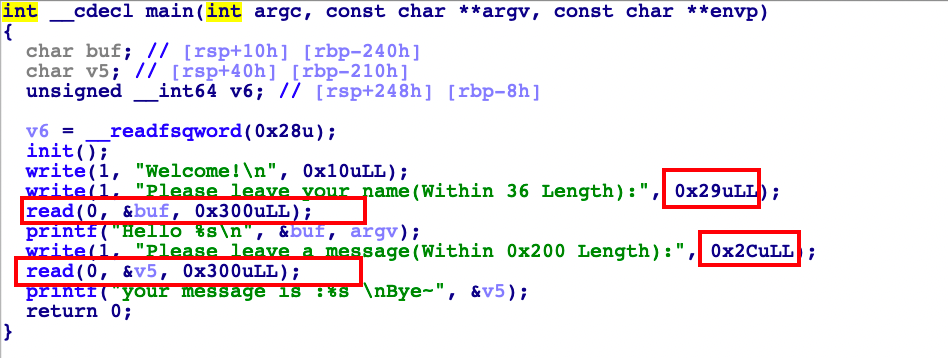 int __cdecl main(int argc, const char **argv, const char **envp)
{
char buf; // [rsp+10h] [rbp-240h]
char v5; // [rsp+40h] [rbp-210h]
unsigned __int64 v6; // [rsp+248h] [rbp-8h]
v6 = __readfsqword(0x28u);
init();
write(1, "Welcome!\n", 0x10uLL);
write(1, "Please leave your name(Within 36 Length):", 0x29uLL);
read(0, &buf, 0x300uLL);
printf("Hello %s\n", &buf, argv);
write(1, "Please leave a message(Within 0x200 Length):", 0x2CuLL);
read(0, &v5, 0x300uLL);
printf("your message is :%s \nBye~", &v5);
return 0;
}